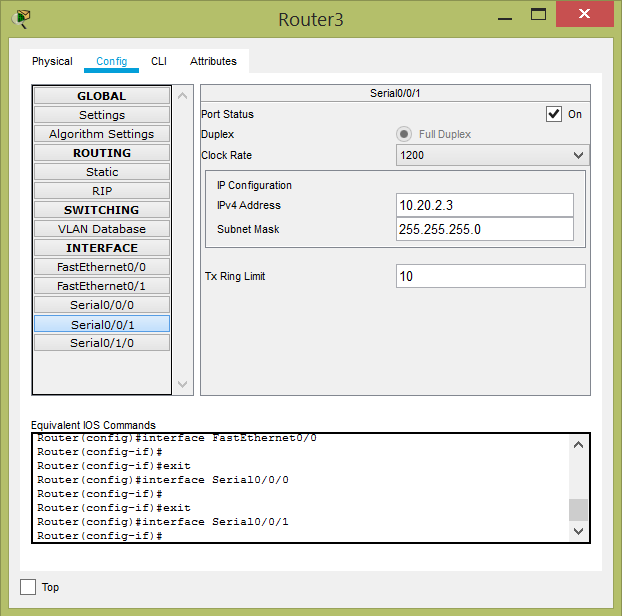 Router3
Physical Config CLI Attributes
GLOBAL
Settings
Algorithm Settings
ROUTING
Static
RIP
SWITCHING
VLAN Database
INTERFACE
FastEthernet0/0
FastEthernet0/1
Serial0/0/0
Serial0/0/1
Serial0/1/0
Serial0/0/1
Port Status On
Duplex Full Duplex
Clock Rate 1200
IP Configuration
IPv4 Address 10.20.2.3
Subnet Mask 255.255.255.0
Tx Ring Limit 10
Equivalent IOS Commands
Router(config)#interface FastEthernet0/0
Router(config-if)#
Router(config-if)#exit
Router(config)#interface Serial0/0/0
Router(config-if)#
Router(config-if)#exit
Router(config)#interface Serial0/0/1
Router(config-if)#
Top